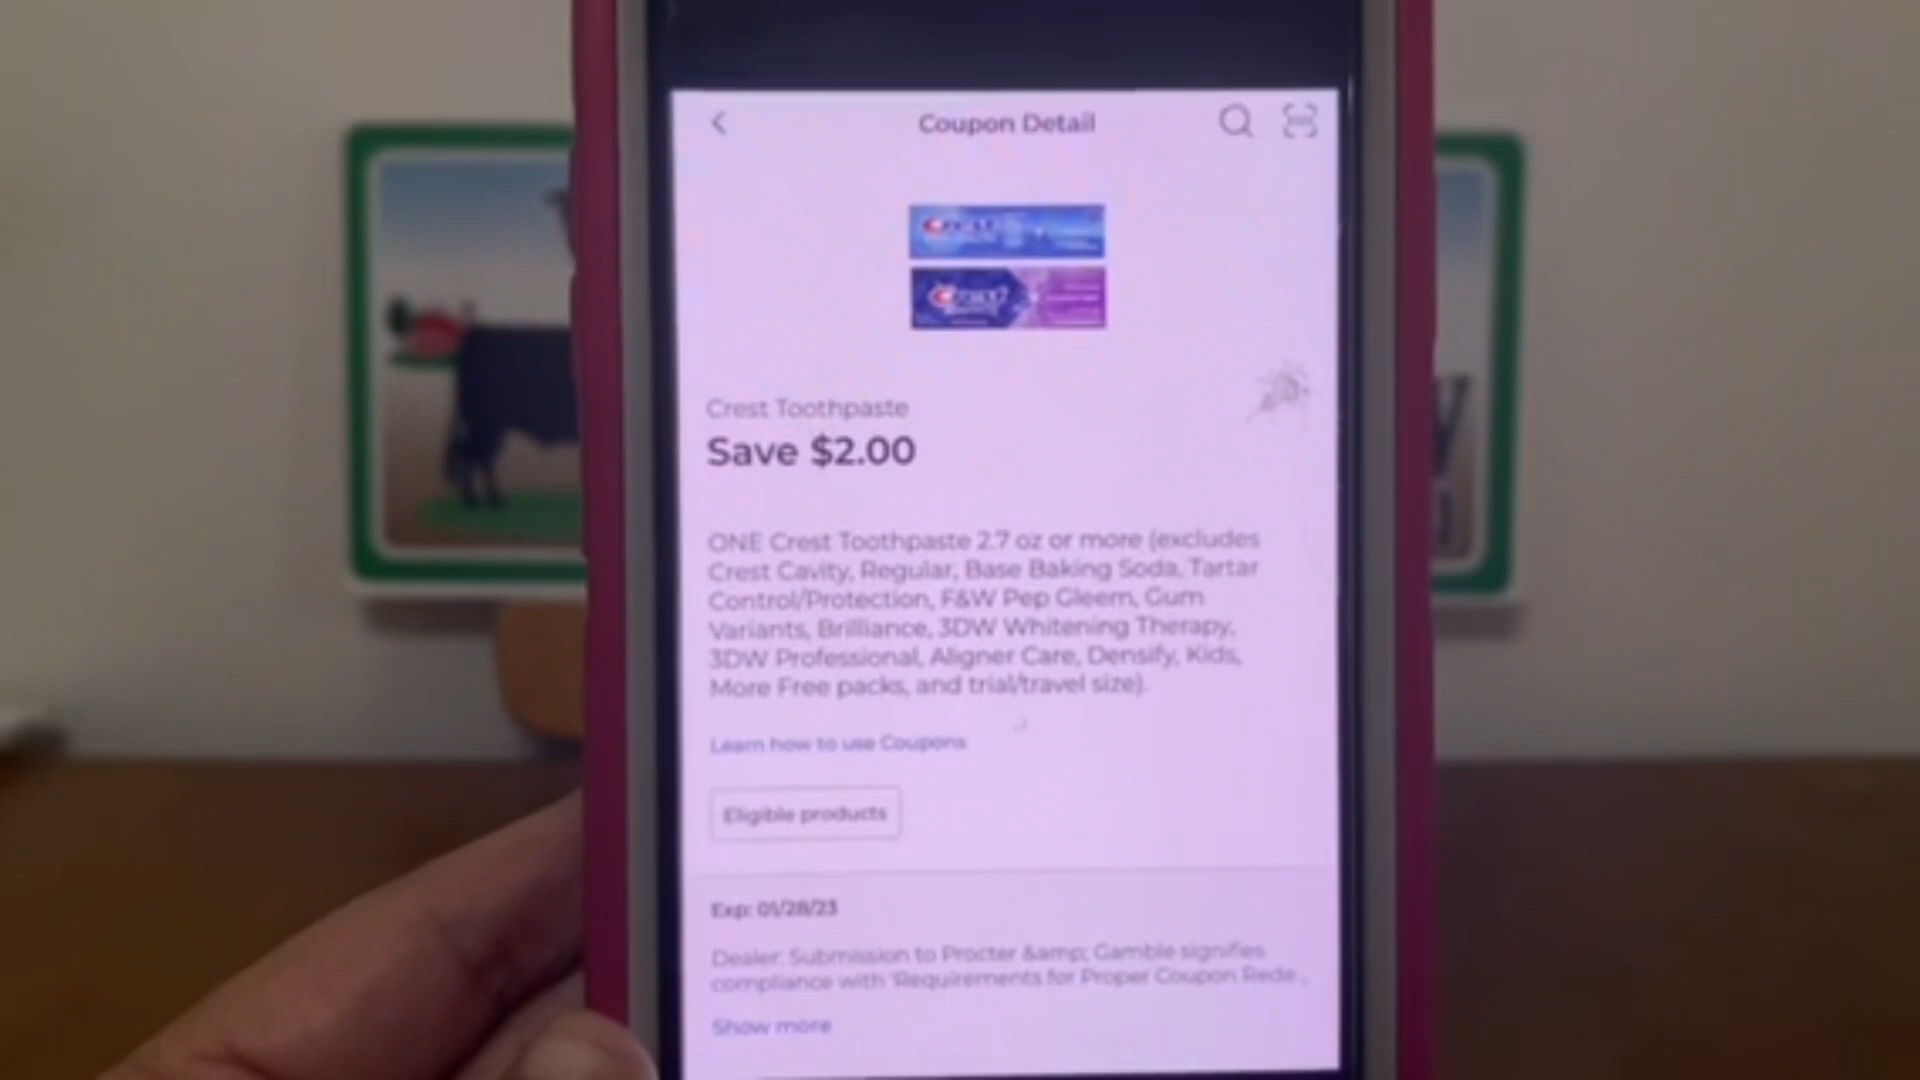 Coupon Detail
Crest
Crest
Crest Toothpaste
Save $2.00
ONE Crest Toothpaste 2.7 oz or more (excludes
Crest Cavity, Regular, Base Baking Soda, Tartar
Control/Protection, F&W Pep Gleem, Gum
Variants, Brilliance, 3DW Whitening Therapy,
3DW Professional, Aligner Care, Densify, Kids,
More Free packs, and trial/travel size).
Learn how to use Coupons
Eligible products
Exp: 01/28/23
Dealer: Submission to Procter &amp; Gamble signifies
compliance with 'Requirements for Proper Coupon Rede..
Show more